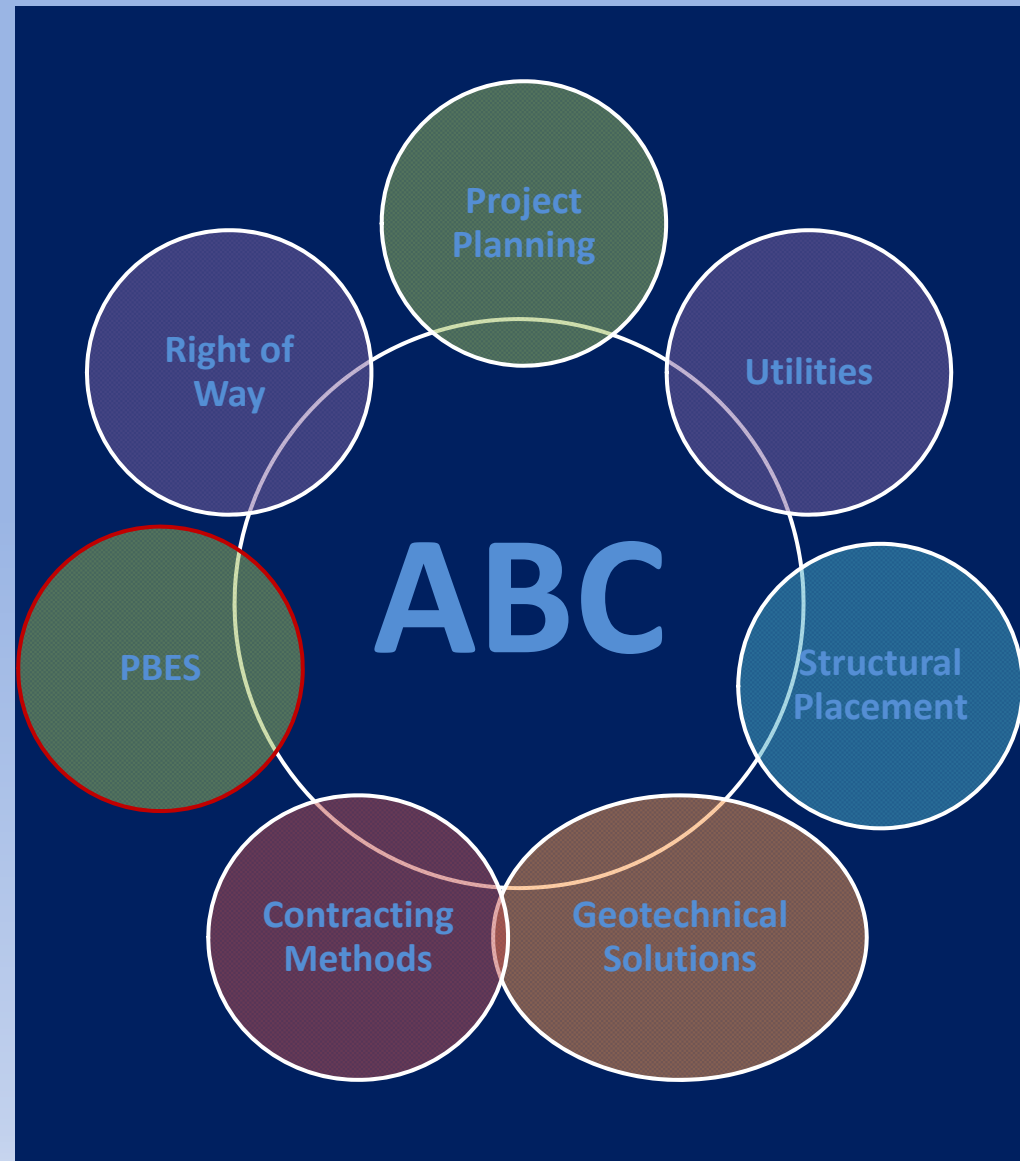 Project
Planning
Right of
Way
Utilities
ABC
PBES
Structural
Placement
Contracting
Methods
Geotechnical
Solutions